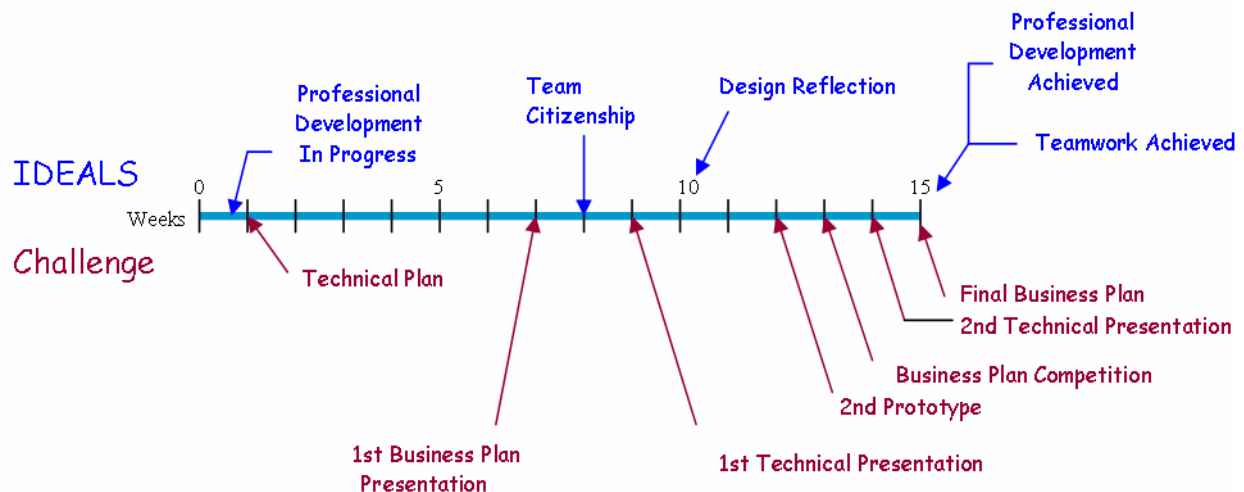 Professional
Development
Achieved
Professional
Development
In Progress
Team
Citizenship
Design Reflection
Teamwork Achieved
IDEALS
0
5
10
15
Weeks
Challenge
Technical Plan
Final Business Plan
2nd Technical Presentation
Business Plan Competition
2nd Prototype
1st Business Plan
Presentation
1st Technical Presentation